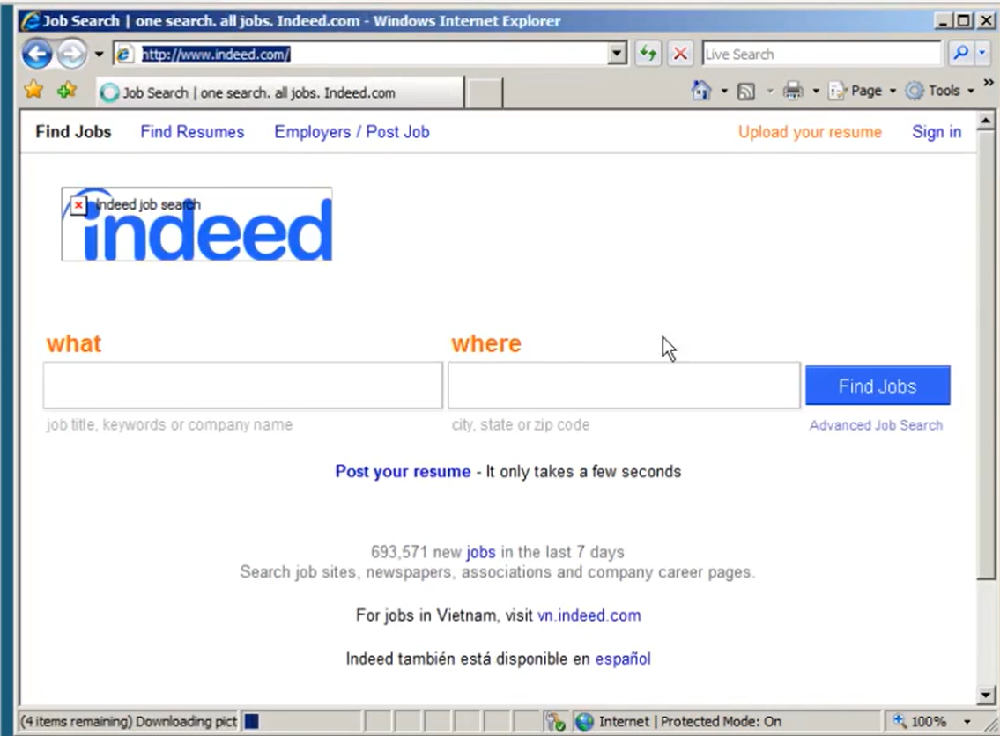 Job Search | one search. all jobs. Indeed.com - Windows Internet Explorer
http://www.indeed.com/
Live Search
Job Search | one search. all jobs. Indeed.com
Page
Tools
Find Jobs Find Resumes Employers / Post Job Upload your resume Sign in
Indeed job search
indeed
what where
Find Jobs
job title, keywords or company name city, state or zip code Advanced Job Search
Post your resume - It only takes a few seconds
693,571 new jobs in the last 7 days
Search job sites, newspapers, associations and company career pages.
For jobs in Vietnam, visit vn.indeed.com
Indeed también está disponible en español
(4 items remaining) Downloading pict Internet | Protected Mode: On 100%